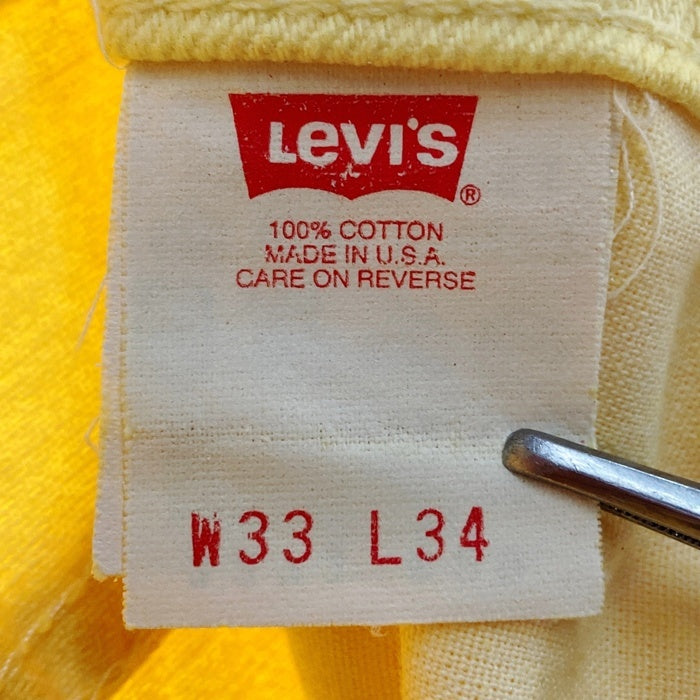 Levi's®
100% COTTON
MADE IN U.S.A.
CARE ON REVERSE
W33 L34